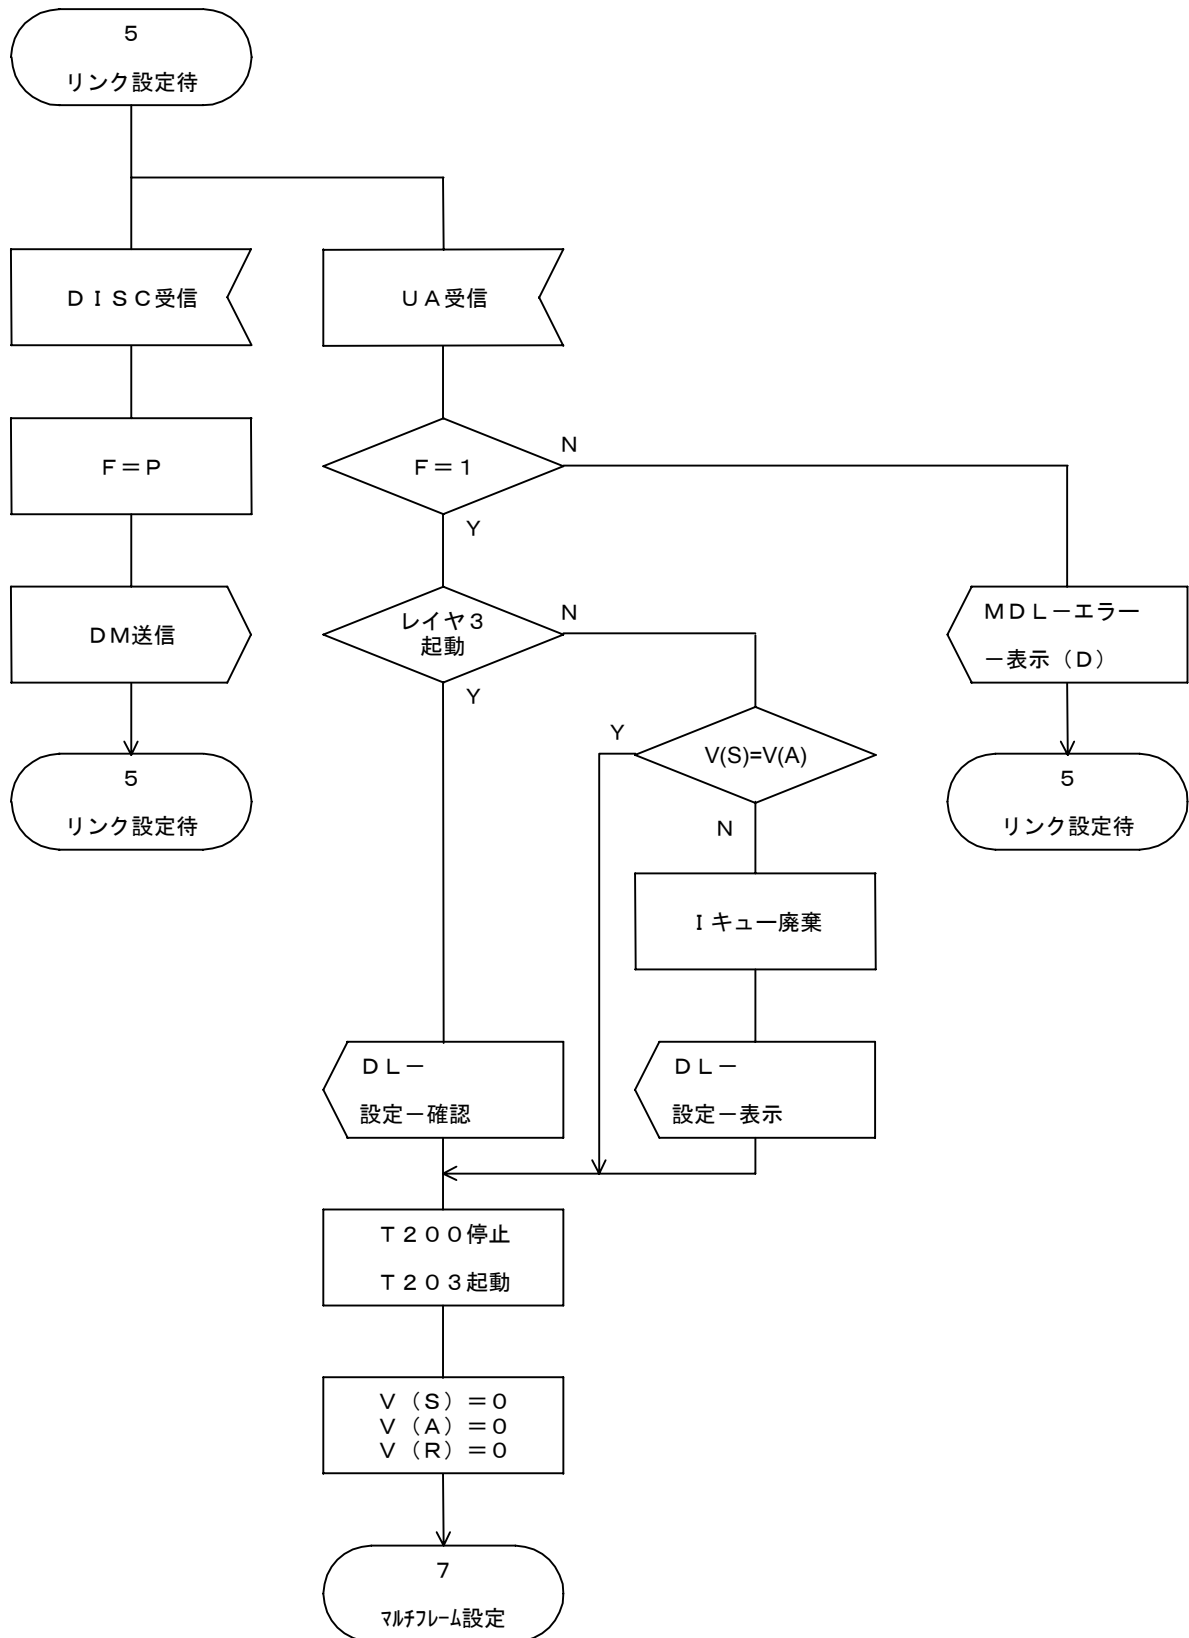 5
リンク設定待
ＤＩＳＣ受信
ＵＡ受信
Ｆ＝Ｐ
Ｆ＝１
N
Y
ＤＭ送信
レイヤ３
起動
N
Y
ＭＤＬ－エラー
－表示（Ｄ）
Y
V(S)=V(A)
N
5
リンク設定待
5
リンク設定待
Ｉキュー廃棄
ＤＬ－
設定－確認
ＤＬ－
設定－表示
Ｔ２００停止
Ｔ２０３起動
Ｖ（Ｓ）＝０
Ｖ（Ａ）＝０
Ｖ（Ｒ）＝０
7
ﾏﾙﾁﾌﾚｰﾑ設定